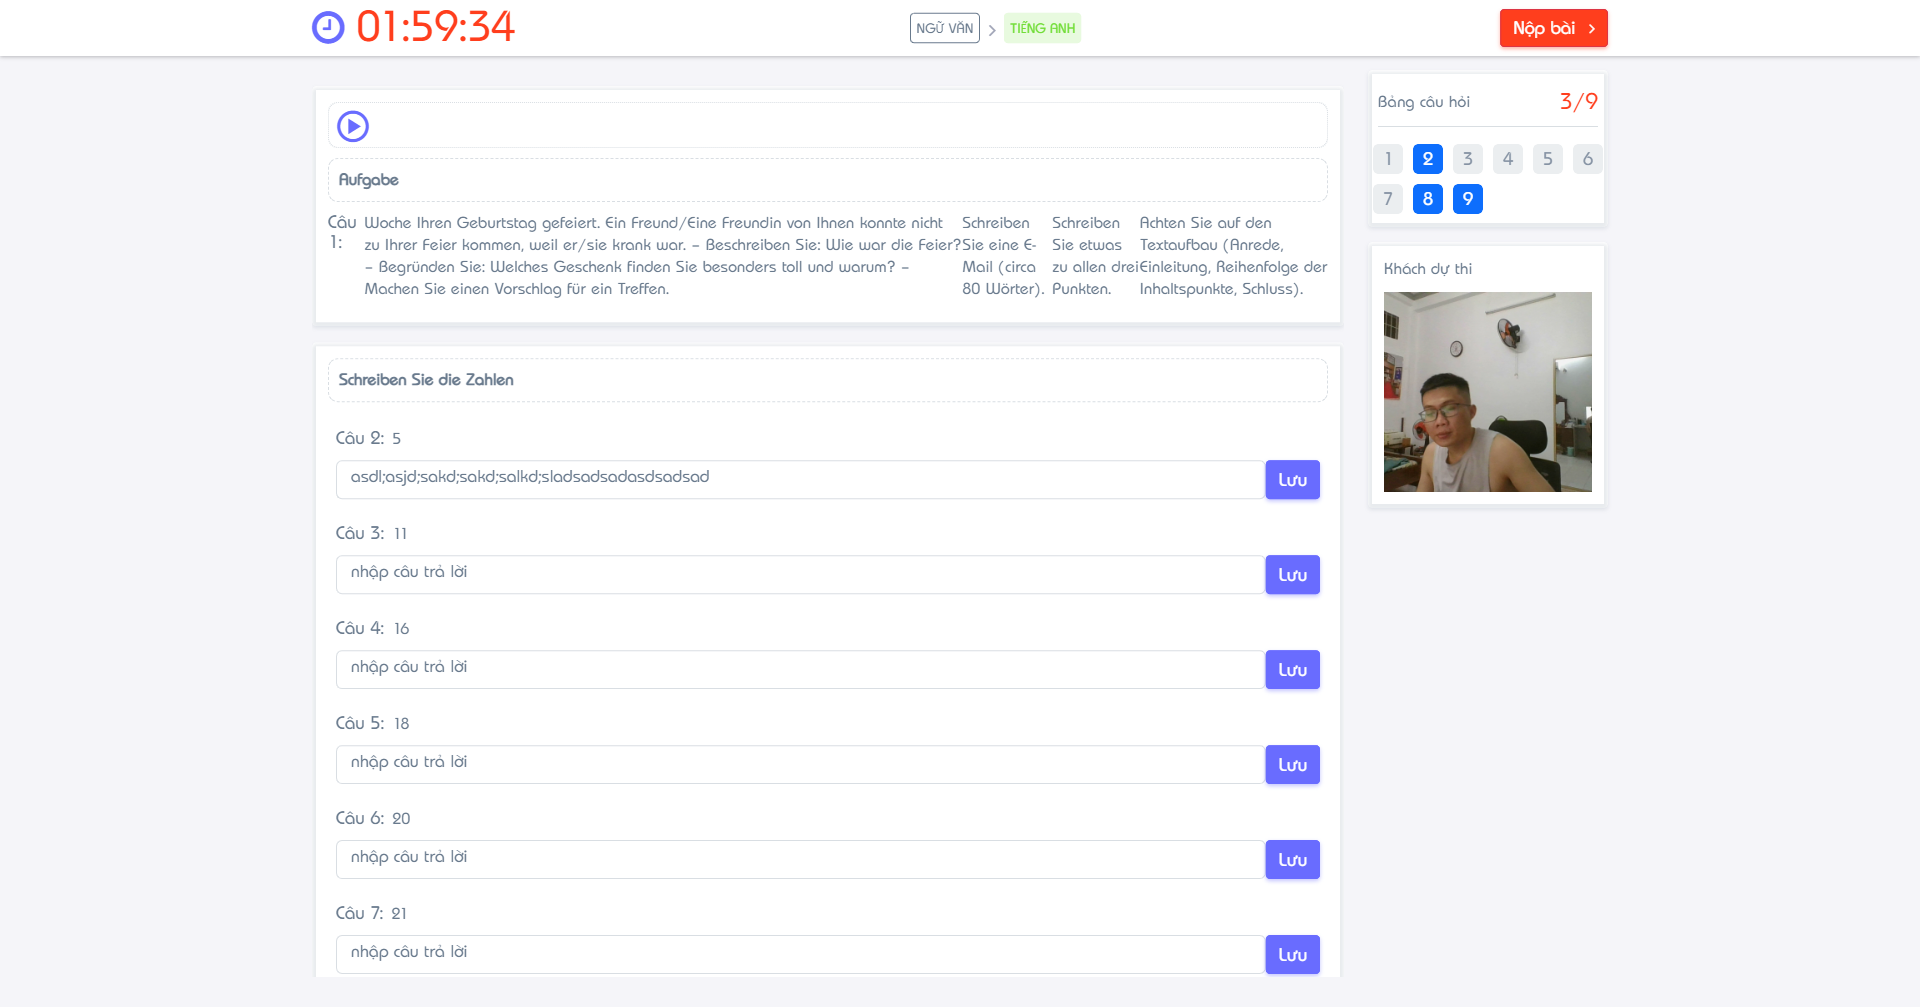 01:59:34
NGỮ VĂN
TIẾNG ANH
Nộp bài
Aufgabe
Câu 1:
Woche Ihren Geburtstag gefeiert. Ein Freund/Eine Freundin von Ihnen konnte nicht
zu Ihrer Feier kommen, weil er/sie krank war. – Beschreiben Sie: Wie war die Feier?
– Begründen Sie: Welches Geschenk finden Sie besonders toll und warum? –
Machen Sie einen Vorschlag für ein Treffen.
Schreiben
Sie eine E-
Mail (circa
80 Wörter).
Schreiben
Sie etwas
zu allen drei
Punkten.
Achten Sie auf den
Textaufbau (Anrede,
Einleitung, Reihenfolge der
Inhaltspunkte, Schluss).
Schreiben Sie die Zahlen
Câu 2: 5
asdl;asjd;sakd;sakd;salkd;sladsadsadasdsadsad
Lưu
Câu 3: 11
nhập câu trả lời
Lưu
Câu 4: 16
nhập câu trả lời
Lưu
Câu 5: 18
nhập câu trả lời
Lưu
Câu 6: 20
nhập câu trả lời
Lưu
Câu 7: 21
nhập câu trả lời
Lưu
Bảng câu hỏi
3/9
1 2 3 4 5 6
7 8 9
Khách dự thi